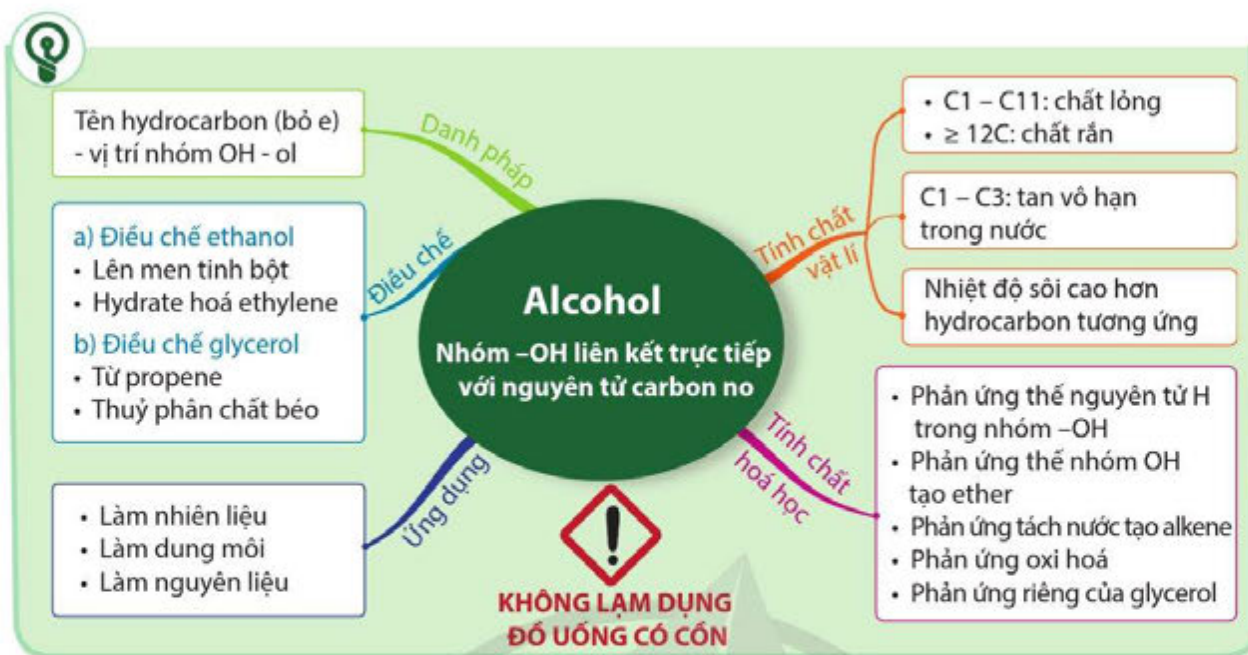 Tên hydrocarbon (bỏ e)
- vị trí nhóm OH - ol
Danh pháp
a) Điều chế ethanol
• Lên men tinh bột
• Hydrate hoá ethylene
b) Điều chế glycerol
• Từ propene
• Thuỷ phân chất béo
Điều chế
• Làm nhiên liệu
• Làm dung môi
• Làm nguyên liệu
Ứng dụng
Alcohol
Nhóm –OH liên kết trực tiếp
với nguyên tử carbon no
KHÔNG LẠM DỤNG
ĐỒ UỐNG CÓ CỒN
Tính chất
vật lí
• C1 – C11: chất lỏng
• ≥ 12C: chất rắn
C1 – C3: tan vô hạn
trong nước
Nhiệt độ sôi cao hơn
hydrocarbon tương ứng
Tính chất
hoá học
• Phản ứng thế nguyên tử H
trong nhóm –OH
• Phản ứng thế nhóm OH
tạo ether
• Phản ứng tách nước tạo alkene
• Phản ứng oxi hoá
• Phản ứng riêng của glycerol